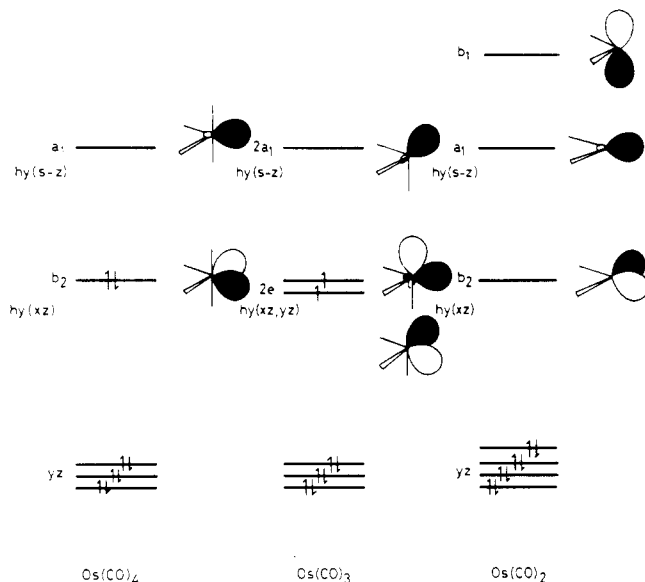 b₁
a₁ 2a₁ a₁
hy(s-z) hy(s-z) hy(s-z)
b₂ 2e b₂
hy(xz) hy(xz,yz) hy(xz)
yz yz
Os(CO)₄ Os(CO)₃ Os(CO)₂